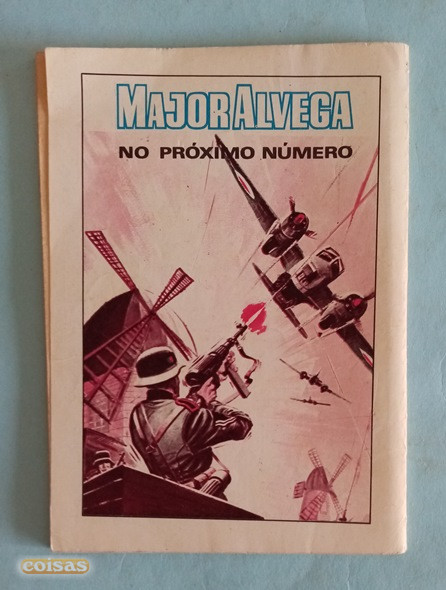 MAJOR ALVEGA
NO PRÓXIMO NÚMERO
coisas